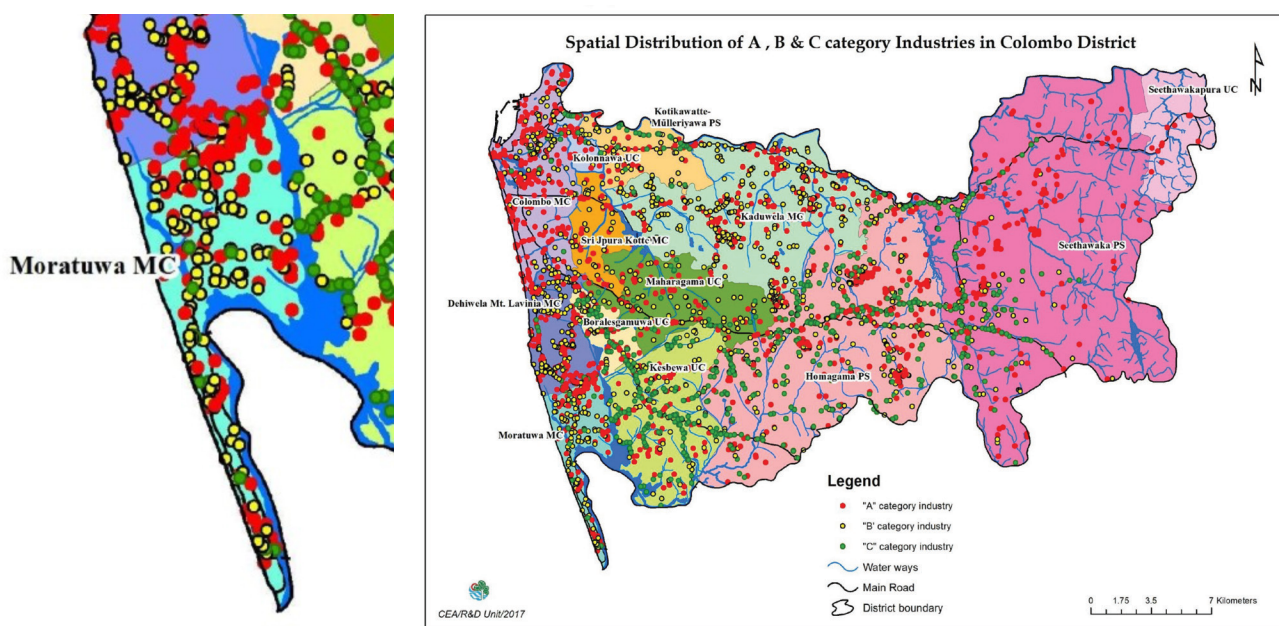 Moratuwa MC
Spatial Distribution of A , B & C category Industries in Colombo District
N
Seethawakapura UC
Kotikawatte-
Mülleriyawa PS
Kolonnawa UC
Colombo MC
Kaduwela MC
Sri Jpura Kotte MC
Seethawaka PS
Maharagama UC
Dehiwela Mt. Lavinia MC
Boralesgamuwa UC
Kesbewa UC
Homagama PS
Moratuwa MC
Legend
"A" category industry
"B' category industry
"C" category industry
Water ways
Main Road
District boundary
CEA/R&D Unit/2017
0 1.75 3.5 7 Kilometers